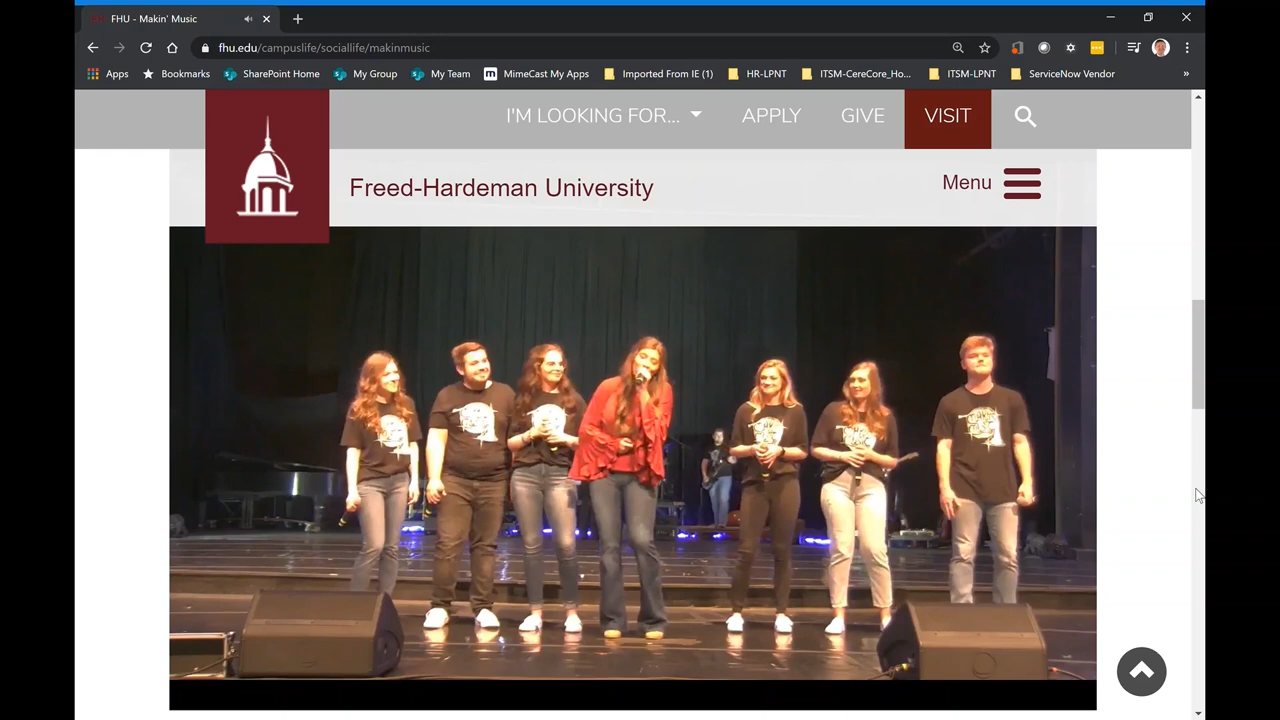 FHU - Makin' Music
fhu.edu/campuslife/sociallife/makinmusic
Apps Bookmarks SharePoint Home My Group My Team m MimeCast My Apps Imported From IE (1) HR-LPNT ITSM-CereCore_Ho... ITSM-LPNT ServiceNow Vendor »
I'M LOOKING FOR... APPLY GIVE VISIT
Freed-Hardeman University
Menu